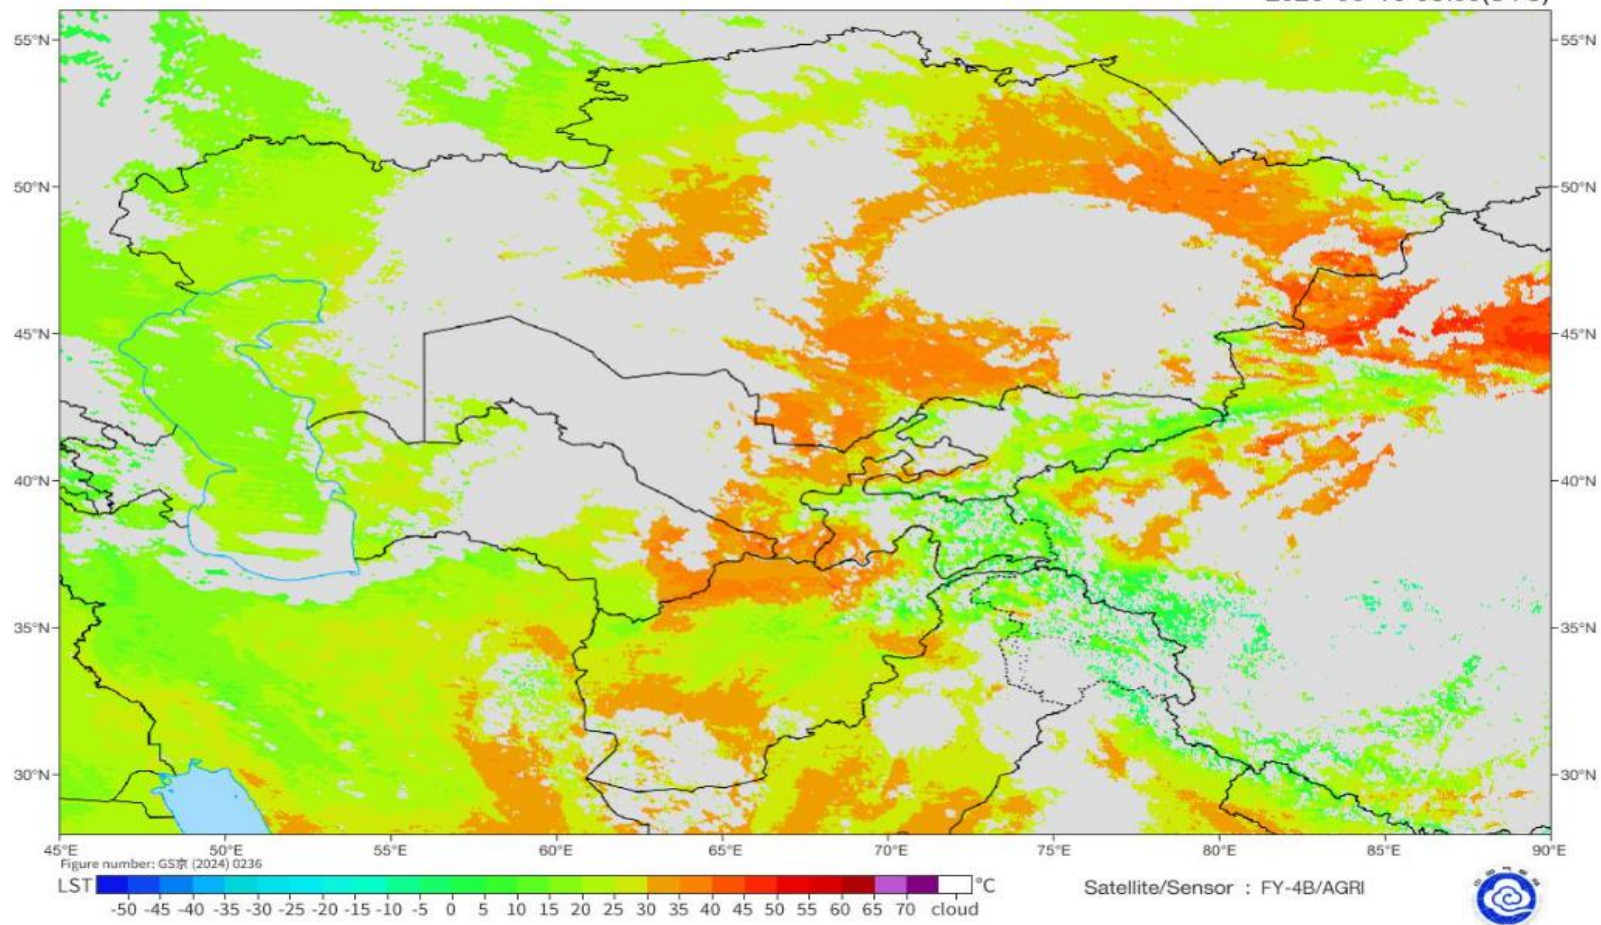 55°N 55°N
50°N 50°N
45°N 45°N
40°N 40°N
35°N 35°N
30°N 30°N
45°E 50°E 55°E 60°E 65°E 70°E 75°E 80°E 85°E 90°E
Figure number: GS京 (2024) 0236
LST °C
-50 -45 -40 -35 -30 -25 -20 -15 -10 -5 0 5 10 15 20 25 30 35 40 45 50 55 60 65 70 cloud
Satellite/Sensor : FY-4B/AGRI